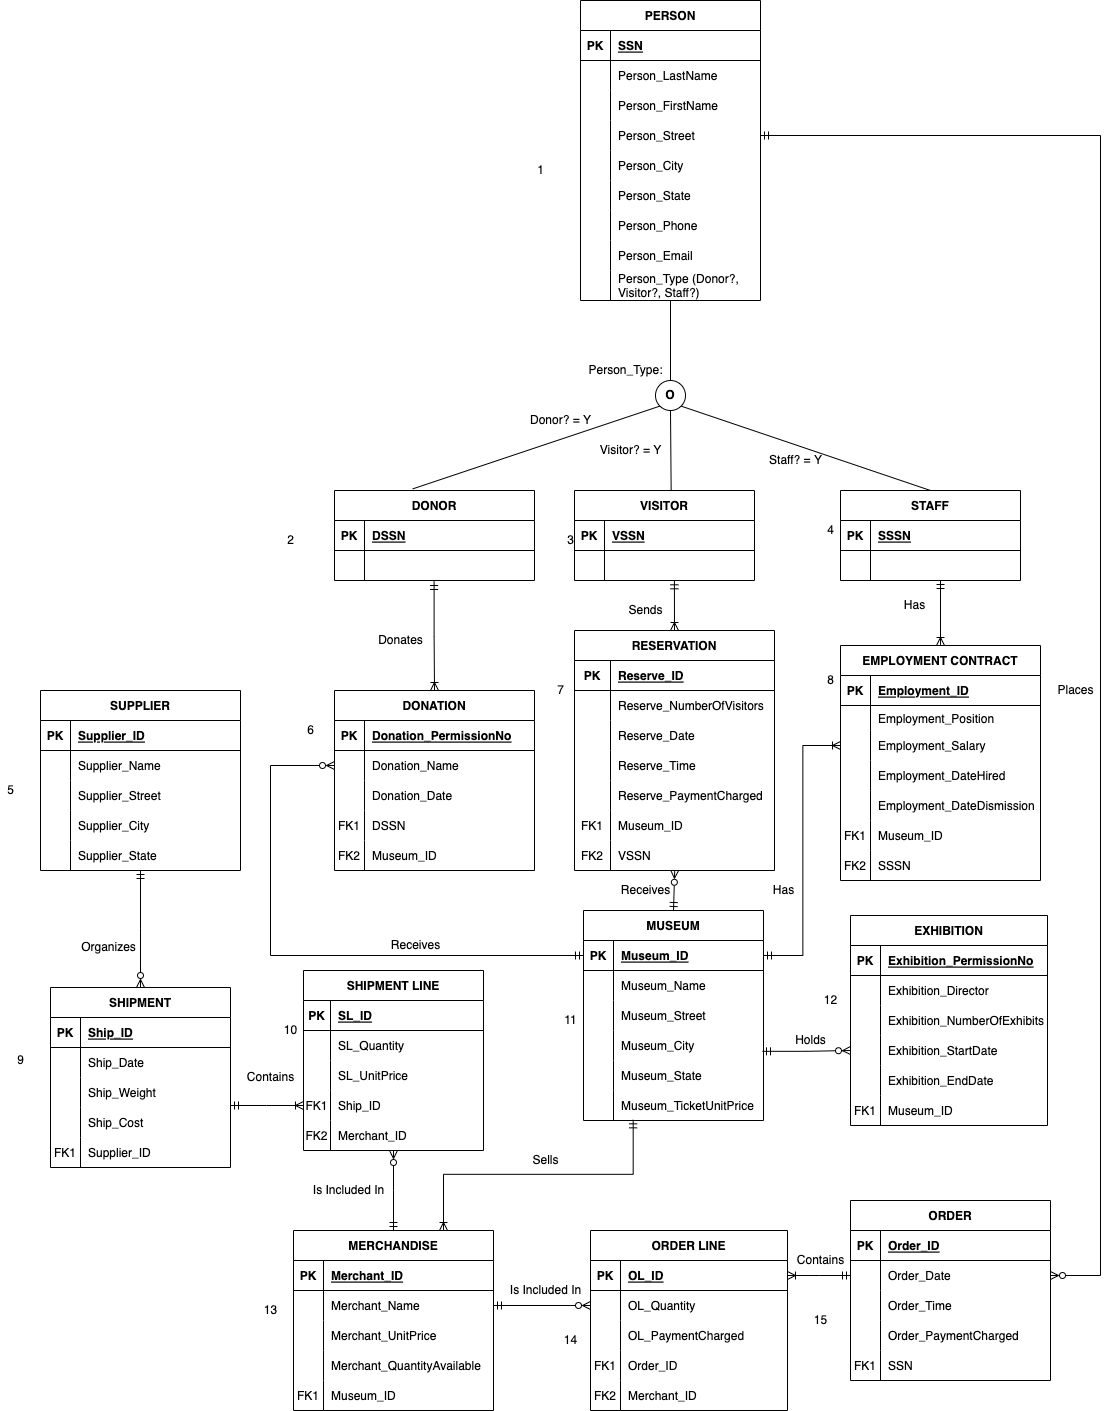 PERSON
PK SSN
Person_LastName
Person_FirstName
Person_Street
Person_City
Person_State
Person_Phone
Person_Email
Person_Type (Donor?,
Visitor?, Staff?)
1
Person_Type:
O
Donor? = Y
Visitor? = Y
Staff? = Y
DONOR
PK DSSN
2
VISITOR
PK VSSN
3
STAFF
PK SSSN
4
Donates
Sends
Has
Places
SUPPLIER
PK Supplier_ID
Supplier_Name
Supplier_Street
Supplier_City
Supplier_State
5
DONATION
PK Donation_PermissionNo
Donation_Name
Donation_Date
FK1 DSSN
FK2 Museum_ID
6
RESERVATION
PK Reserve_ID
Reserve_NumberOfVisitors
Reserve_Date
Reserve_Time
Reserve_PaymentCharged
FK1 Museum_ID
FK2 VSSN
7
EMPLOYMENT CONTRACT
PK Employment_ID
Employment_Position
Employment_Salary
Employment_DateHired
Employment_DateDismission
FK1 Museum_ID
FK2 SSSN
8
Organizes
Receives
Receives
Has
SHIPMENT
PK Ship_ID
Ship_Date
Ship_Weight
Ship_Cost
FK1 Supplier_ID
9
Contains
SHIPMENT LINE
PK SL_ID
SL_Quantity
SL_UnitPrice
FK1 Ship_ID
FK2 Merchant_ID
10
MUSEUM
PK Museum_ID
Museum_Name
Museum_Street
Museum_City
Museum_State
Museum_TicketUnitPrice
11
Holds
EXHIBITION
PK Exhibition_PermissionNo
Exhibition_Director
Exhibition_NumberOfExhibits
Exhibition_StartDate
Exhibition_EndDate
FK1 Museum_ID
12
Is Included In
Sells
MERCHANDISE
PK Merchant_ID
Merchant_Name
Merchant_UnitPrice
Merchant_QuantityAvailable
FK1 Museum_ID
13
Is Included In
ORDER LINE
PK OL_ID
OL_Quantity
OL_PaymentCharged
FK1 Order_ID
FK2 Merchant_ID
14
Contains
ORDER
PK Order_ID
Order_Date
Order_Time
Order_PaymentCharged
FK1 SSN
15